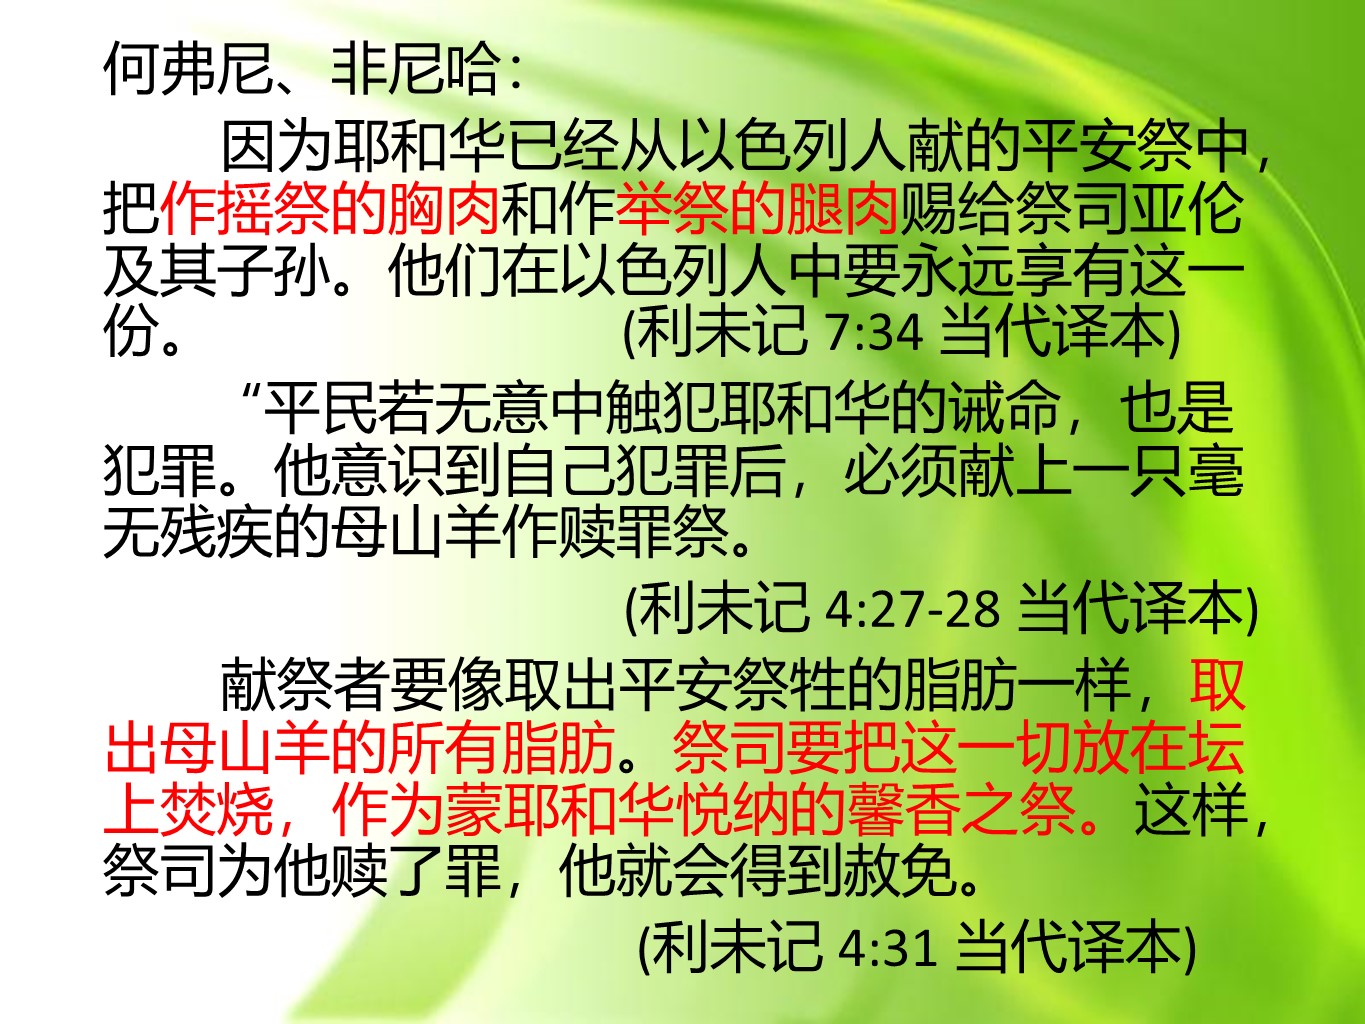 何弗尼、非尼哈：
因为耶和华已经从以色列人献的平安祭中，
把作摇祭的胸肉和作举祭的腿肉赐给祭司亚伦
及其子孙。他们在以色列人中要永远享有这一
份。 (利未记 7:34 当代译本)
“平民若无意中触犯耶和华的诫命，也是
犯罪。他意识到自己犯罪后，必须献上一只毫
无残疾的母山羊作赎罪祭。
(利未记 4:27-28 当代译本)
献祭者要像取出平安祭牲的脂肪一样，取
出母山羊的所有脂肪。祭司要把这一切放在坛
上焚烧，作为蒙耶和华悦纳的馨香之祭。这样，
祭司为他赎了罪，他就会得到赦免。
(利未记 4:31 当代译本)